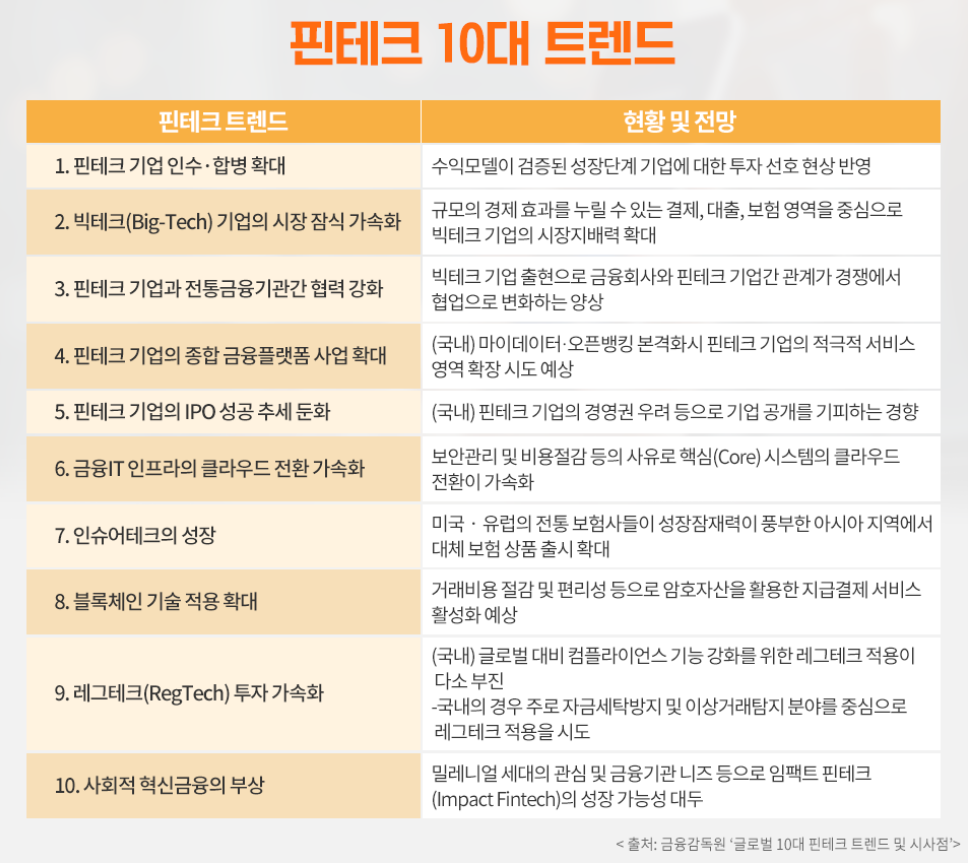 핀테크 10대 트렌드
핀테크 트렌드
현황 및 전망
1. 핀테크 기업 인수·합병 확대
수익모델이 검증된 성장단계 기업에 대한 투자 선호 현상 반영
2. 빅테크(Big-Tech) 기업의 시장 잠식 가속화
규모의 경제 효과를 누릴 수 있는 결제, 대출, 보험 영역을 중심으로
빅테크 기업의 시장지배력 확대
3. 핀테크 기업과 전통금융기관간 협력 강화
빅테크 기업 출현으로 금융회사와 핀테크 기업간 관계가 경쟁에서
협업으로 변화하는 양상
4. 핀테크 기업의 종합 금융플랫폼 사업 확대
(국내) 마이데이터·오픈뱅킹 본격화시 핀테크 기업의 적극적 서비스
영역 확장 시도 예상
5. 핀테크 기업의 IPO 성공 추세 둔화
(국내) 핀테크 기업의 경영권 우려 등으로 기업 공개를 기피하는 경향
6. 금융IT 인프라의 클라우드 전환 가속화
보안관리 및 비용절감 등의 사유로 핵심(Core) 시스템의 클라우드
전환이 가속화
7. 인슈어테크의 성장
미국 · 유럽의 전통 보험사들이 성장잠재력이 풍부한 아시아 지역에서
대체 보험 상품 출시 확대
8. 블록체인 기술 적용 확대
거래비용 절감 및 편리성 등으로 암호자산을 활용한 지급결제 서비스
활성화 예상
9. 레그테크(RegTech) 투자 가속화
(국내) 글로벌 대비 컴플라이언스 기능 강화를 위한 레그테크 적용이
다소 부진
-국내의 경우 주로 자금세탁방지 및 이상거래탐지 분야를 중심으로
레그테크 적용을 시도
10. 사회적 혁신금융의 부상
밀레니얼 세대의 관심 및 금융기관 니즈 등으로 임팩트 핀테크
(Impact Fintech)의 성장 가능성 대두
< 출처: 금융감독원 ‘글로벌 10대 핀테크 트렌드 및 시사점’>